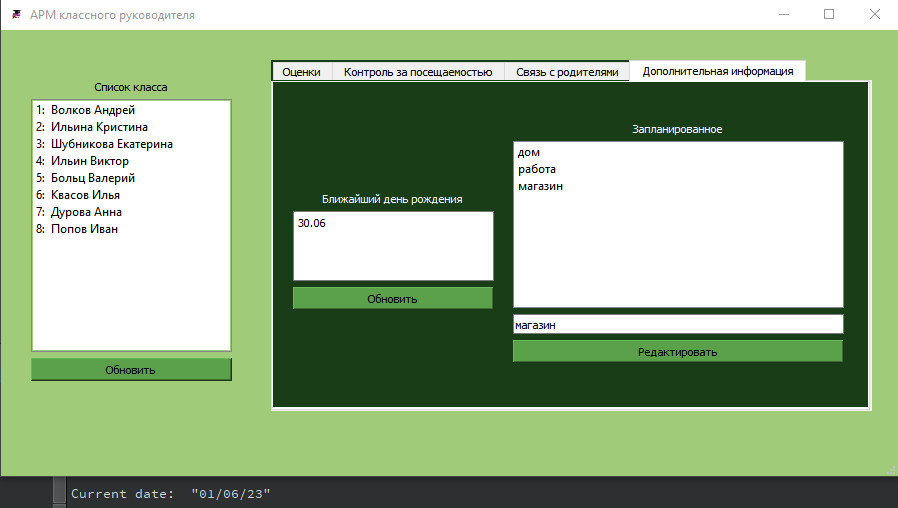 АРМ классного руководителя
Список класса
1: Волков Андрей
2: Ильина Кристина
3: Шубникова Екатерина
4: Ильин Виктор
5: Больц Валерий
6: Квасов Илья
7: Дурова Анна
8: Попов Иван
Обновить
Оценки
Контроль за посещаемостью
Связь с родителями
Дополнительная информация
Ближайший день рождения
30.06
Обновить
Запланированное
дом
работа
магазин
магазин
Редактировать
Current date: "01/06/23"